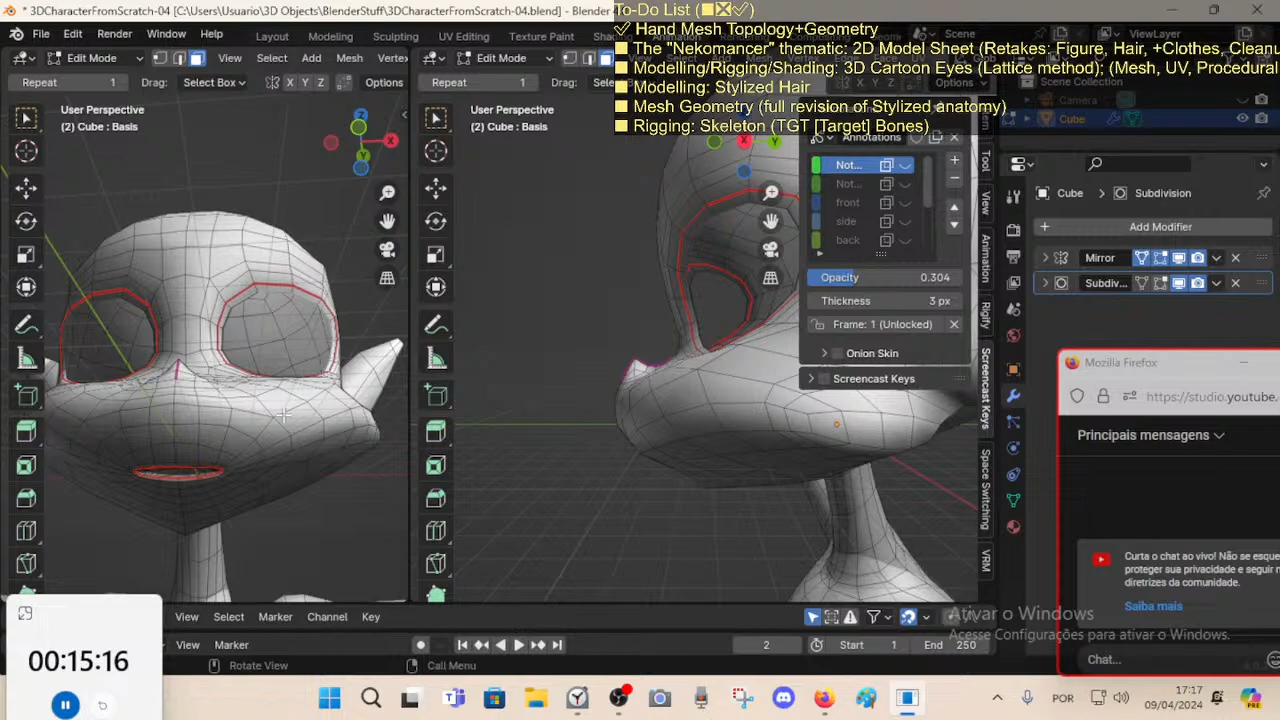 * 3DCharacterFromScratch-04 [C:\Users\Usuario\3D Objects\BlenderStuff\3DCharacterFromScratch-04.blend] - Blender
To-Do List (■☒✓)
✓ Hand Mesh Topology+Geometry
■ The "Nekomancer" thematic: 2D Model Sheet (Retakes: Figure, Hair, +Clothes, Cleanu
■ Modelling/Rigging/Shading: 3D Cartoon Eyes (Lattice method); (Mesh, UV, Procedural
■ Modelling: Stylized Hair
■ Mesh Geometry (full revision of Stylized anatomy)
■ Rigging: Skeleton (TGT [Target] Bones)
File Edit Render Window Help Layout Modeling Sculpting UV Editing Texture Paint
Scene ViewLayer
Edit Mode View Select Add Mesh
Edit Mode
Repeat 1 Drag: Select Box X Y Z Options
Repeat 1 Drag: Select Box Options
Scene Collection
Camera
Cube
User Perspective
(2) Cube : Basis
User Perspective
(2) Cube : Basis
Annotations
Not...
Not...
front
side
back
Opacity 0.304
Thickness 3 px
Frame: 1 (Unlocked)
Onion Skin
Screencast Keys
Item
Tool
View
Animation
Rigify
Screencast Keys
Space Switching
VRM
Cube Subdivision
Add Modifier
Mirror
Subdiv...
Mozilla Firefox
https://studio.youtube.
Principais mensagens
Curta o chat ao vivo! Não se esque
proteger sua privacidade e seguir
diretrizes da comunidade.
Saiba mais
Chat...
Ativar o Windows
Acesse Configurações para ativar o Windows.
View Select Marker Channel Key
View Marker
2 Start 1 End 250
Rotate View Call Menu
00:15:16
POR
17:17
09/04/2024
PRE